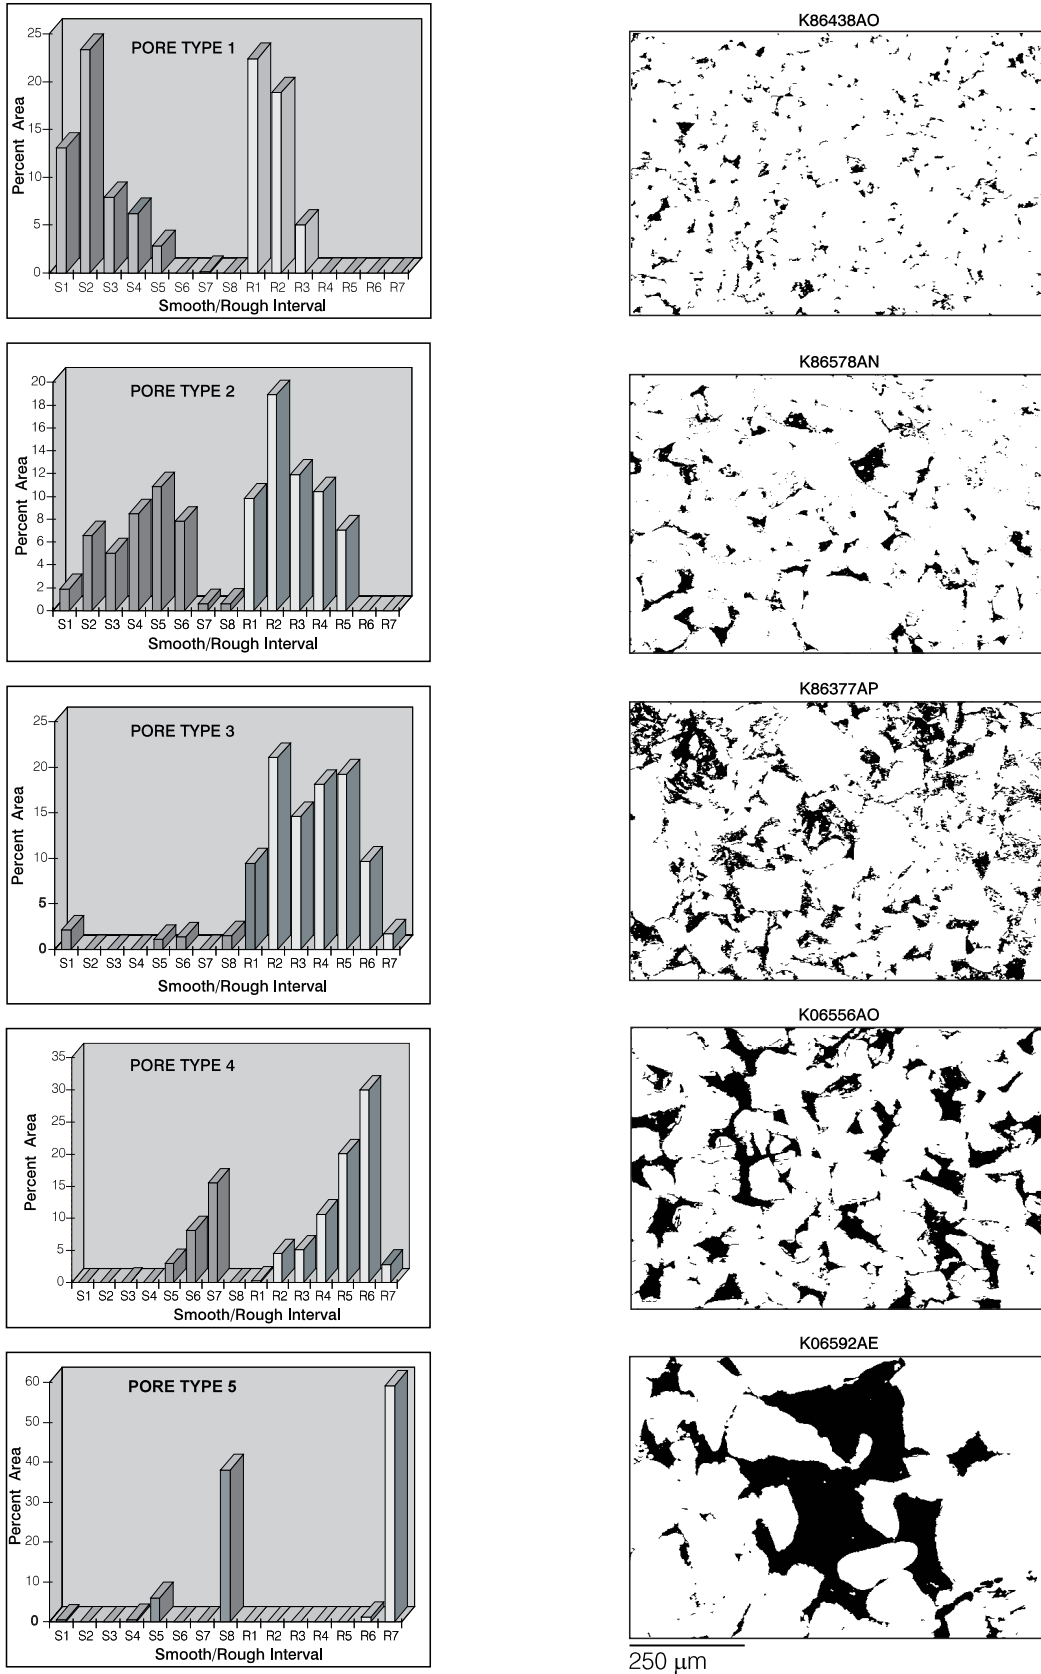 PORE TYPE 1
Percent Area
25
20
15
10
5
0
S1 S2 S3 S4 S5 S6 S7 S8 R1 R2 R3 R4 R5 R6 R7
Smooth/Rough Interval
K86438AO
PORE TYPE 2
Percent Area
20
18
16
14
12
10
8
6
4
2
0
S1 S2 S3 S4 S5 S6 S7 S8 R1 R2 R3 R4 R5 R6 R7
Smooth/Rough Interval
K86578AN
PORE TYPE 3
Percent Area
25
20
15
10
5
0
S1 S2 S3 S4 S5 S6 S7 S8 R1 R2 R3 R4 R5 R6 R7
Smooth/Rough Interval
K86377AP
PORE TYPE 4
Percent Area
35
30
25
20
15
10
5
0
S1 S2 S3 S4 S5 S6 S7 S8 R1 R2 R3 R4 R5 R6 R7
Smooth/Rough Interval
K06556AO
PORE TYPE 5
Percent Area
60
50
40
30
20
10
0
S1 S2 S3 S4 S5 S6 S7 S8 R1 R2 R3 R4 R5 R6 R7
Smooth/Rough Interval
K06592AE
250 µm